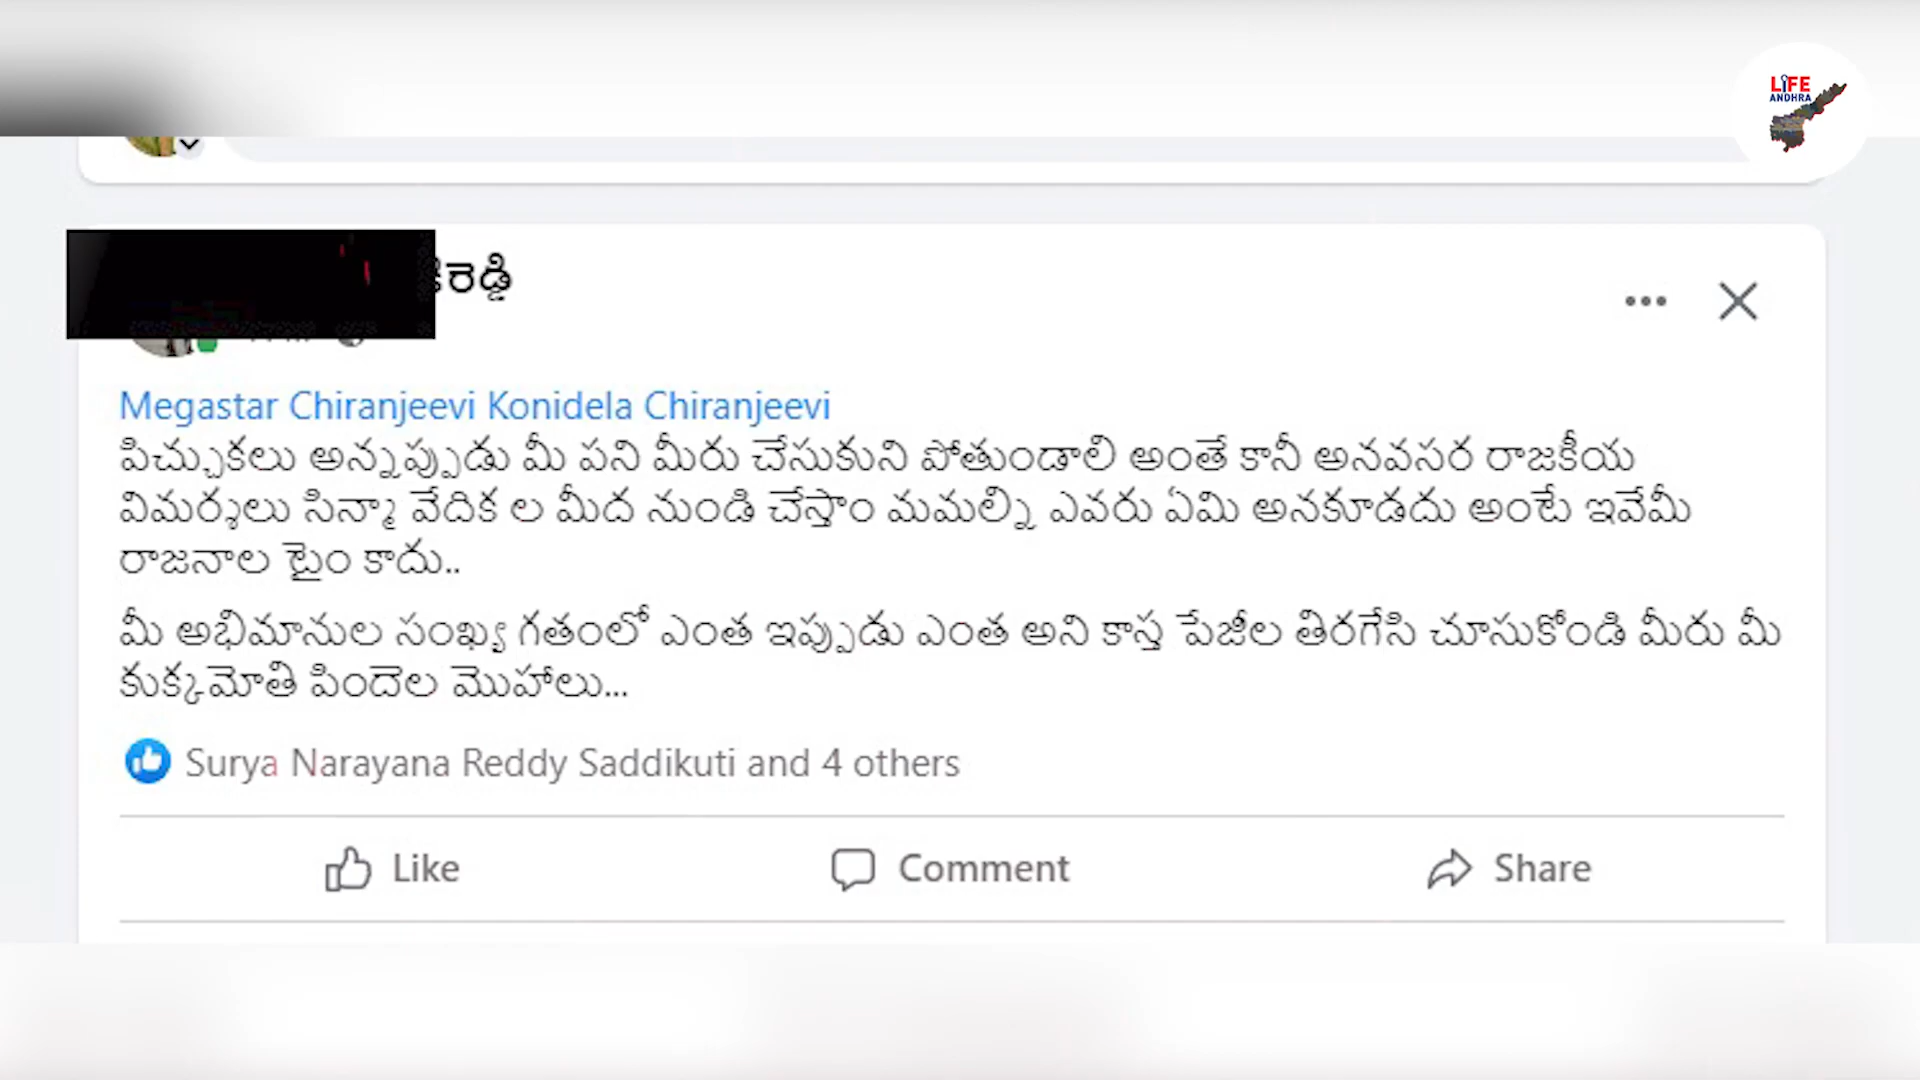 LiFE
ANDHRA
Megastar Chiranjeevi Konidela Chiranjeevi
పిచ్చుకలు అన్నప్పుడు మీ పని మీరు చేసుకుని పోతుండాలి అంతే కానీ అనవసర రాజకీయ
విమర్శలు సిన్మా వేదిక ల మీద నుండి చేస్తాం మమల్ని ఎవరు ఏమి అనకూడదు అంటే ఇవేమీ
రాజనాల టైం కాదు..
మీ అభిమానుల సంఖ్య గతంలో ఎంత ఇప్పుడు ఎంత అని కాస్త పేజీల తిరగేసి చూసుకోండి మీరు మీ
కుక్కమోతి పిందెల మొహాలు...
Surya Narayana Reddy Saddikuti and 4 others
Like
Comment
Share